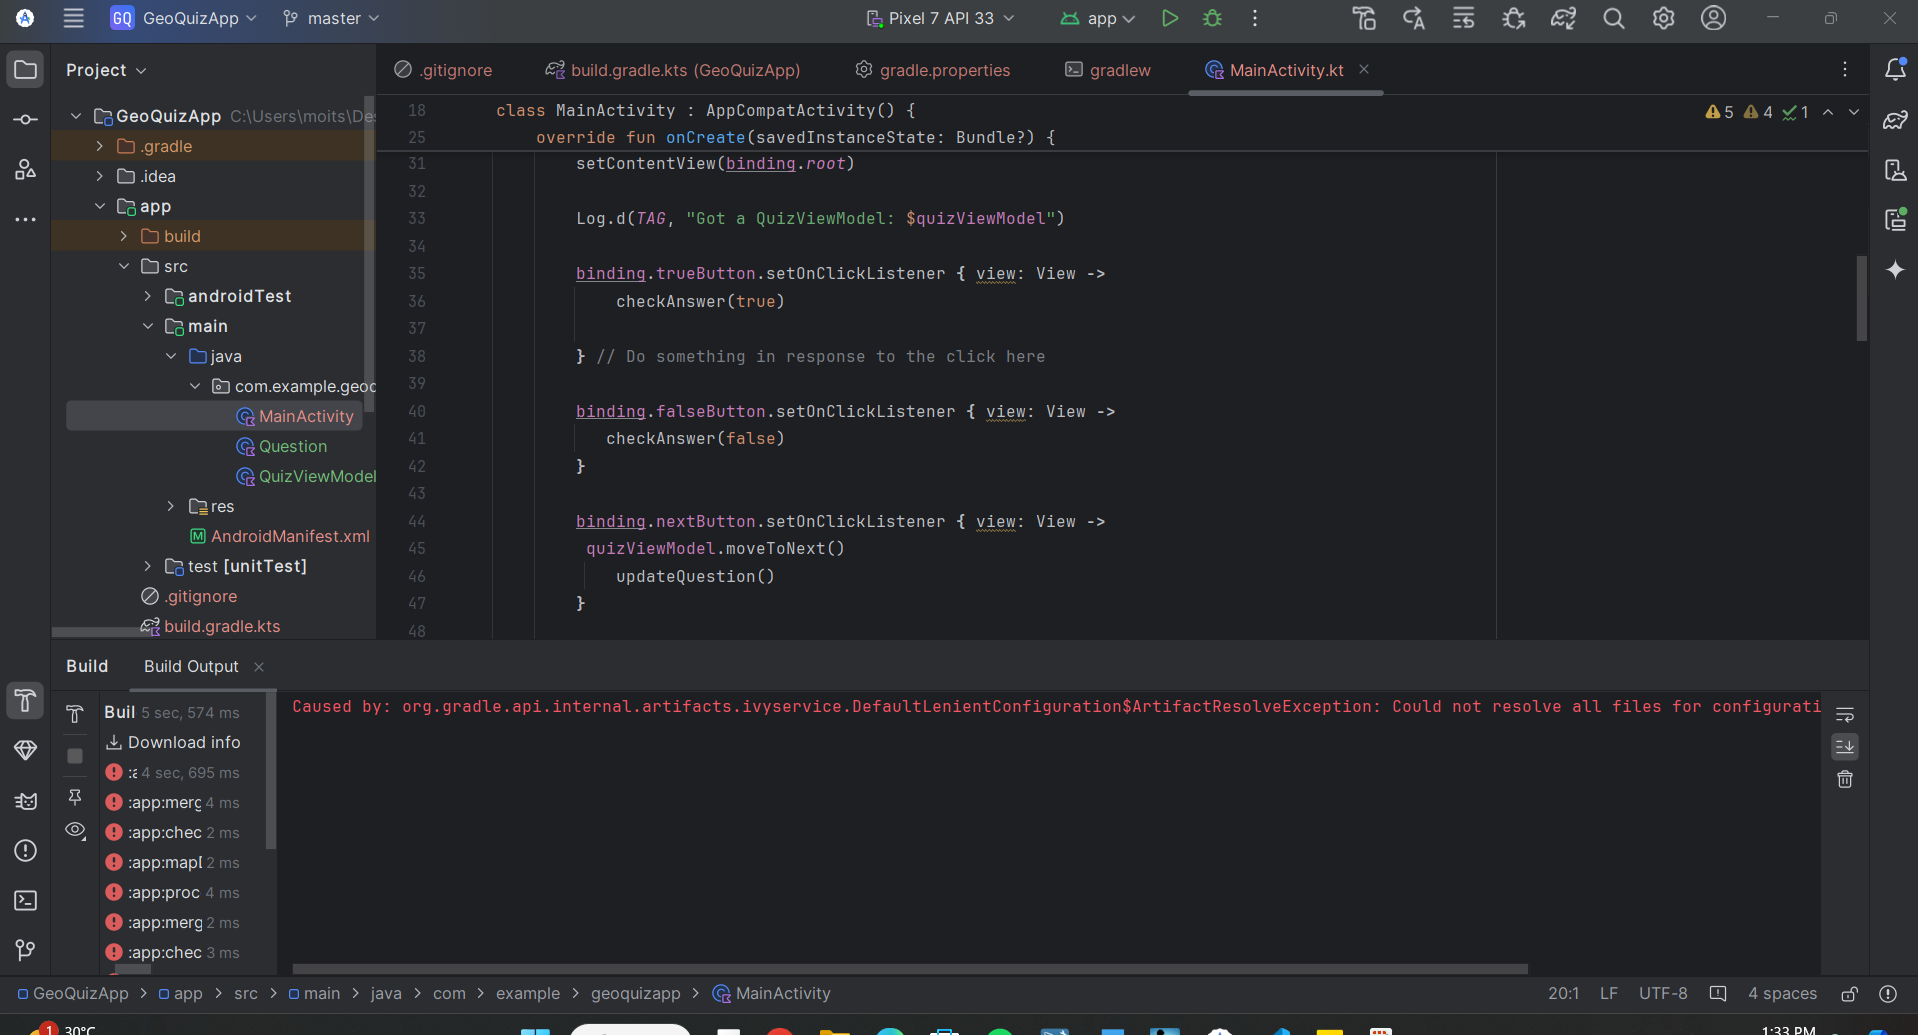 GQ GeoQuizApp master Pixel 7 API 33 app
Project
.gitignore build.gradle.kts (GeoQuizApp) gradle.properties gradlew MainActivity.kt
GeoQuizApp C:\Users\moits\De
.gradle
.idea
app
build
src
androidTest
main
java
com.example.geoq
MainActivity
Question
QuizViewModel
res
AndroidManifest.xml
test [unitTest]
.gitignore
build.gradle.kts
5 4 1
18 class MainActivity : AppCompatActivity() {
25 override fun onCreate(savedInstanceState: Bundle?) {
31 setContentView(binding.root)
32
33 Log.d(TAG, "Got a QuizViewModel: $quizViewModel")
34
35 binding.trueButton.setOnClickListener { view: View ->
36 checkAnswer(true)
37
38 } // Do something in response to the click here
39
40 binding.falseButton.setOnClickListener { view: View ->
41 checkAnswer(false)
42 }
43
44 binding.nextButton.setOnClickListener { view: View ->
45 quizViewModel.moveToNext()
46 updateQuestion()
47 }
48
Build Build Output
Buil 5 sec, 574 ms
Download info
:a 4 sec, 695 ms
:app:merg 4 ms
:app:chec 2 ms
:app:mapD 2 ms
:app:proc 4 ms
:app:merg 2 ms
:app:chec 3 ms
Caused by: org.gradle.api.internal.artifacts.ivyservice.DefaultLenientConfiguration$ArtifactResolveException: Could not resolve all files for configurati
GeoQuizApp > app > src > main > java > com > example > geoquizapp > MainActivity
20:1 LF UTF-8 4 spaces
1 30°C
1:33 PM